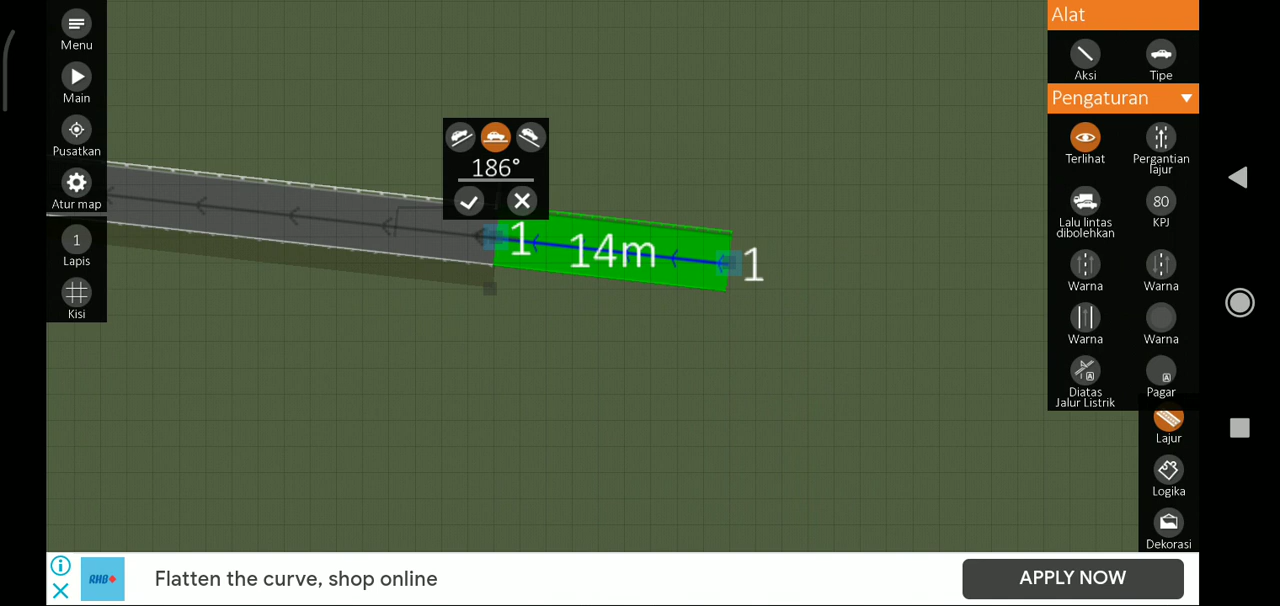 Menu
Main
Pusatkan
Atur map
1
Lapis
Kisi
186°
1
14m
1
Alat
Aksi
Tipe
Pengaturan
Terlihat
Pergantian
lajur
Lalu lintas
dibolehkan
80
KPJ
Warna
Warna
Warna
Warna
A
Diatas
Jalur Listrik
A
Pagar
Lajur
Logika
Dekorasi
RHB
Flatten the curve, shop online
APPLY NOW